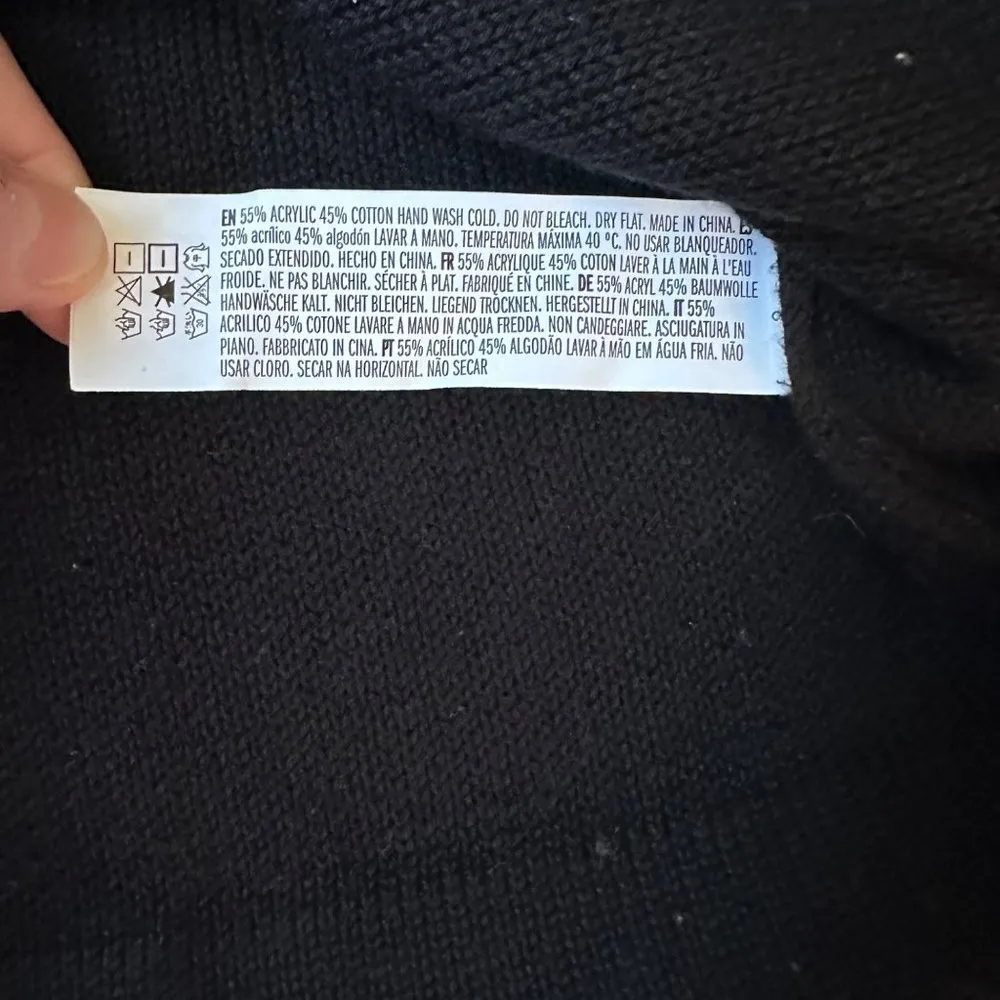 EN 55% ACRYLIC 45% COTTON HAND WASH COLD. DO NOT BLEACH. DRY FLAT. MADE IN CHINA. ES
55% acrílico 45% algodón LAVAR A MANO. TEMPERATURA MÁXIMA 40 ºC. NO USAR BLANQUEADOR.
SECADO EXTENDIDO. HECHO EN CHINA. FR 55% ACRYLIQUE 45% COTON LAVER À LA MAIN À L'EAU
FROIDE. NE PAS BLANCHIR. SÉCHER À PLAT. FABRIQUÉ EN CHINE. DE 55% ACRYL 45% BAUMWOLLE
HANDWÄSCHE KALT. NICHT BLEICHEN. LIEGEND TROCKNEN. HERGESTELLT IN CHINA. IT 55%
ACRILICO 45% COTONE LAVARE A MANO IN ACQUA FREDDA. NON CANDEGGIARE. ASCIUGATURA IN
PIANO. FABBRICATO IN CINA. PT 55% ACRÍLICO 45% ALGODÃO LAVAR À MÃO EM ÁGUA FRIA. NÃO
USAR CLORO. SECAR NA HORIZONTAL. NÃO SECAR